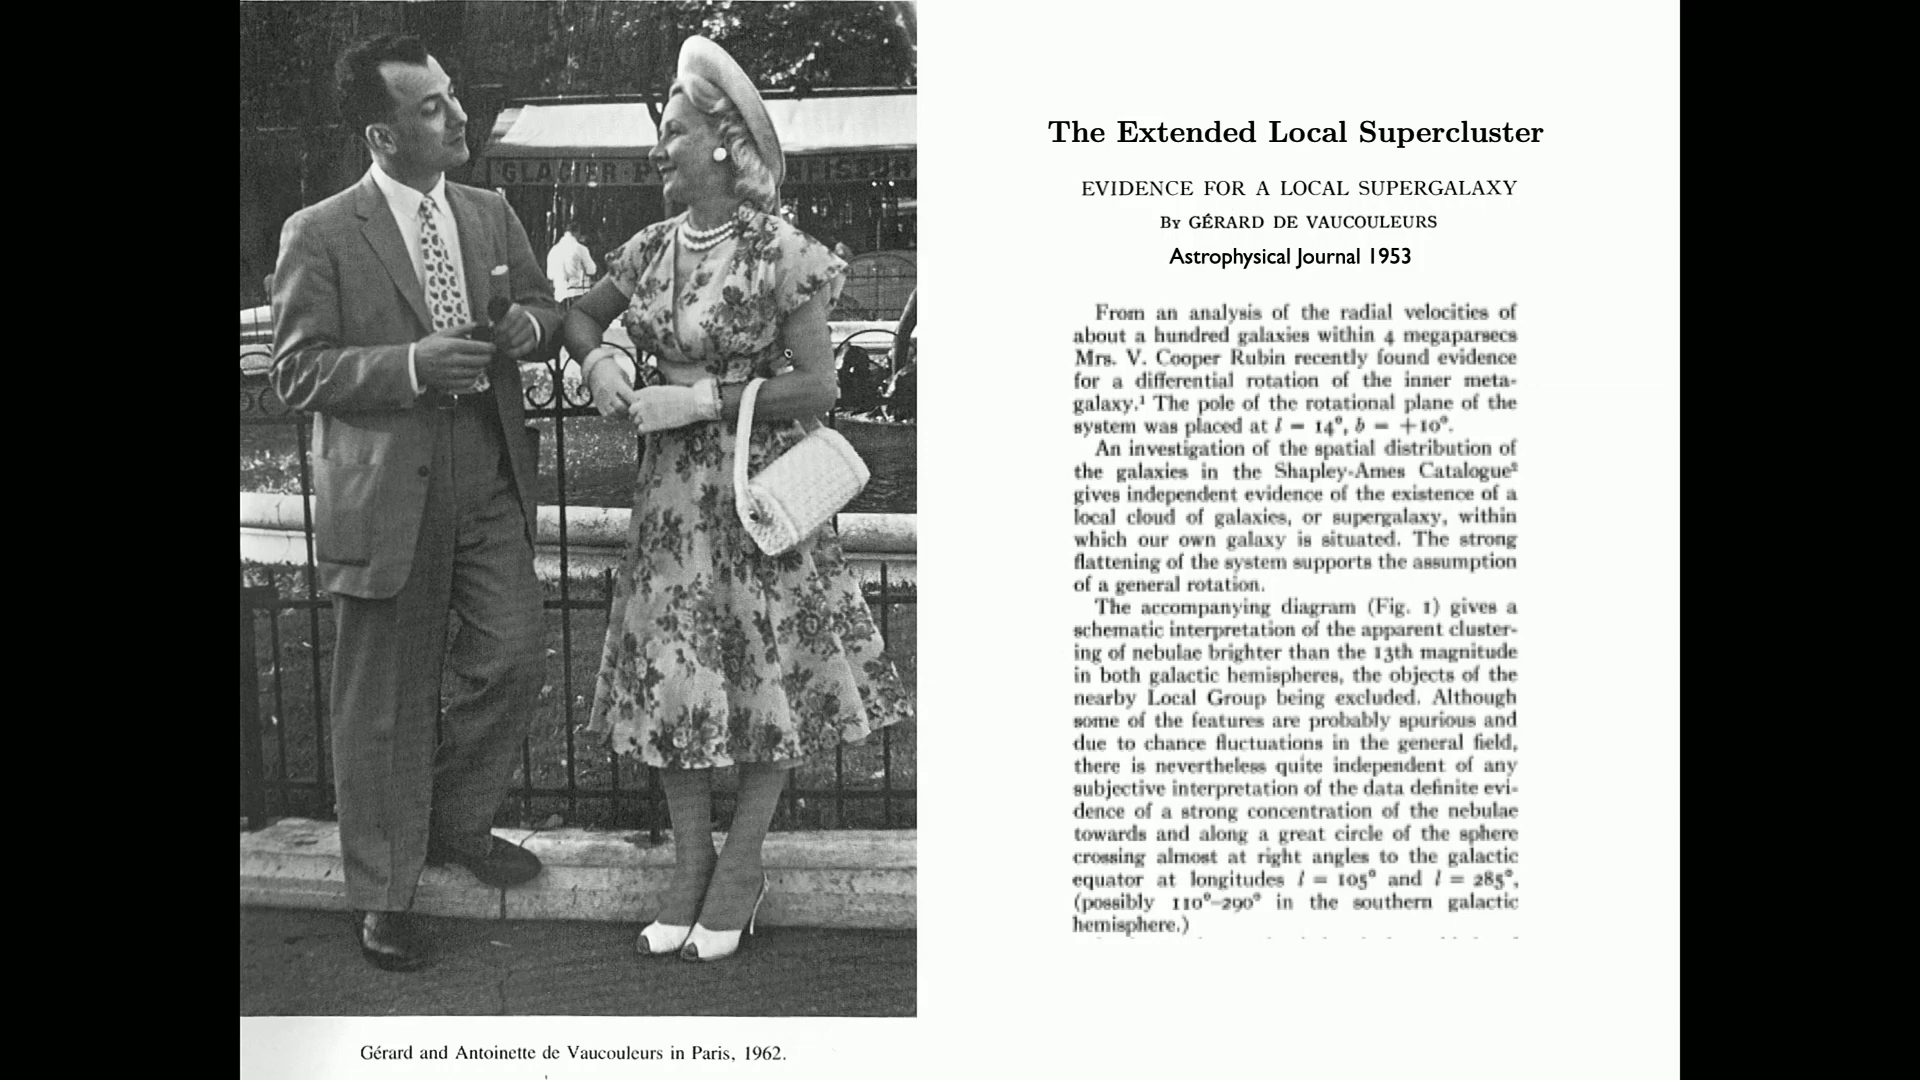 GLACIER-P
FISSUR
Gérard and Antoinette de Vaucouleurs in Paris, 1962.
The Extended Local Supercluster
EVIDENCE FOR A LOCAL SUPERGALAXY
By GÉRARD DE VAUCOULEURS
Astrophysical Journal 1953
From an analysis of the radial velocities of
about a hundred galaxies within 4 megaparsecs
Mrs. V. Cooper Rubin recently found evidence
for a differential rotation of the inner meta-
galaxy.¹ The pole of the rotational plane of the
system was placed at l = 14°, b = +10°.
An investigation of the spatial distribution of
the galaxies in the Shapley-Ames Catalogue²
gives independent evidence of the existence of a
local cloud of galaxies, or supergalaxy, within
which our own galaxy is situated. The strong
flattening of the system supports the assumption
of a general rotation.
The accompanying diagram (Fig. 1) gives a
schematic interpretation of the apparent cluster-
ing of nebulae brighter than the 13th magnitude
in both galactic hemispheres, the objects of the
nearby Local Group being excluded. Although
some of the features are probably spurious and
due to chance fluctuations in the general field,
there is nevertheless quite independent of any
subjective interpretation of the data definite evi-
dence of a strong concentration of the nebulae
towards and along a great circle of the sphere
crossing almost at right angles to the galactic
equator at longitudes l = 105° and l = 285°,
(possibly 110°–290° in the southern galactic
hemisphere.)